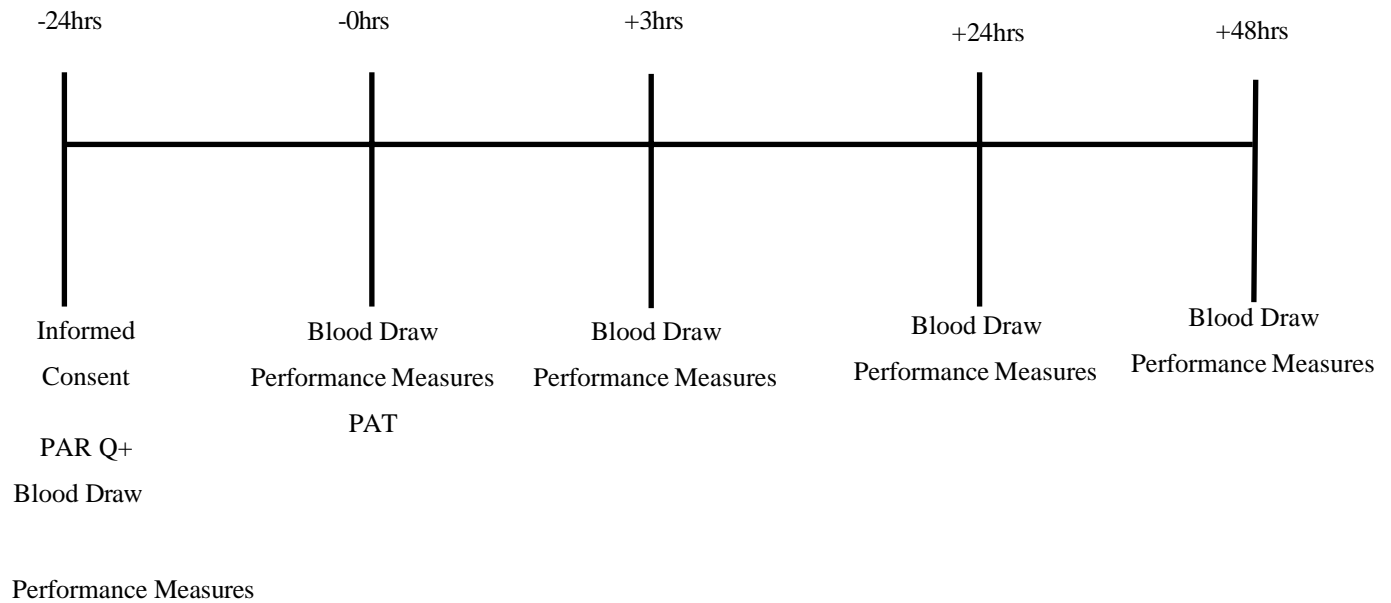 -24hrs
-0hrs
+3hrs
+24hrs
+48hrs
Informed
Consent
PAR Q+
Blood Draw
Performance Measures
Blood Draw
Performance Measures
PAT
Blood Draw
Performance Measures
Blood Draw
Performance Measures
Blood Draw
Performance Measures